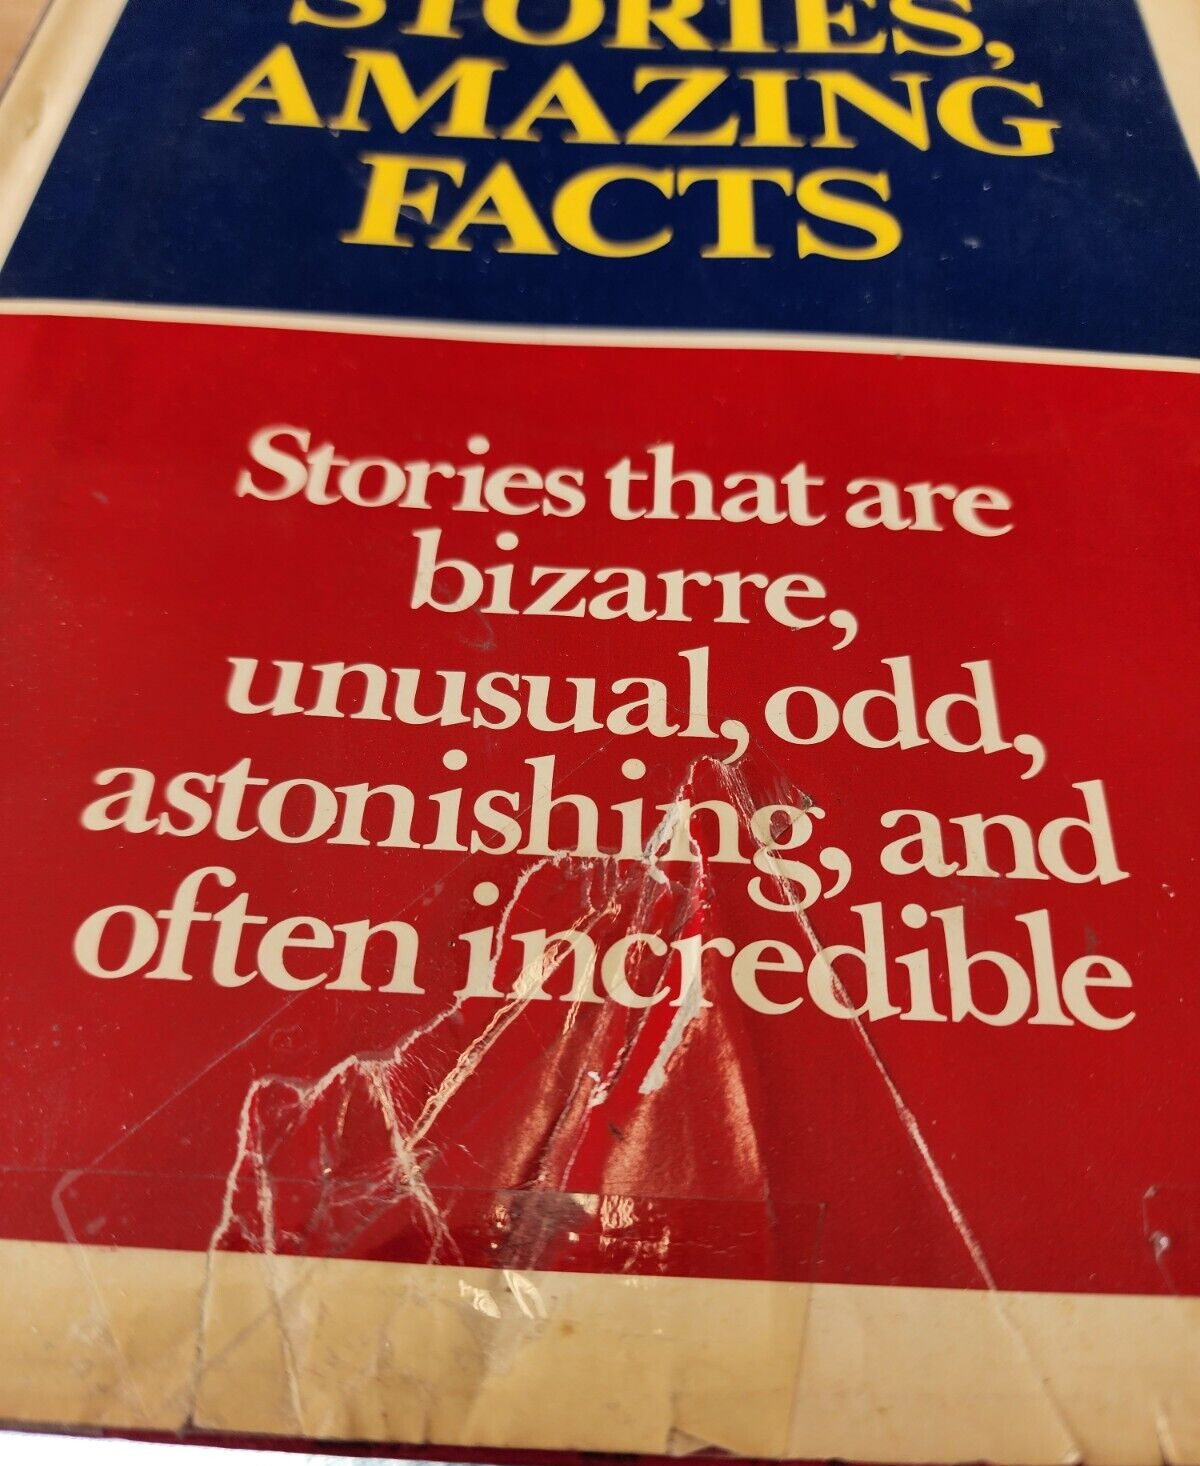 STORIES,
AMAZING
FACTS
Stories that are
bizarre,
unusual, odd,
astonishing, and
often incredible